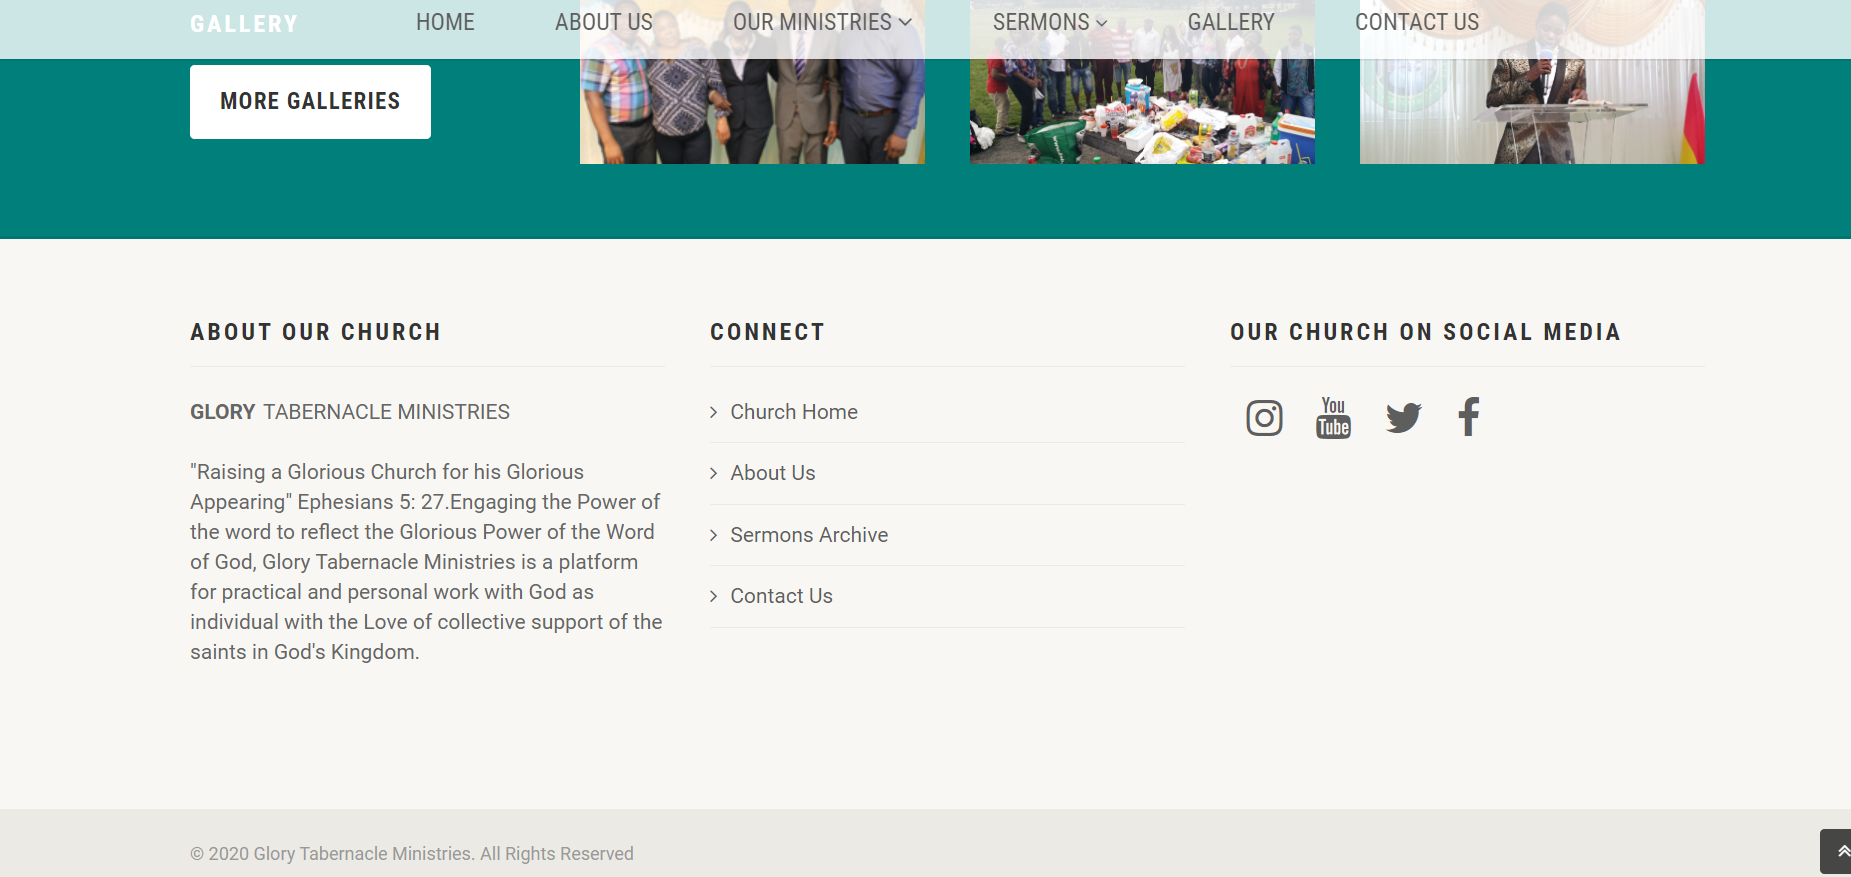 GALLERY
HOME
ABOUT US
OUR MINISTRIES
SERMONS
GALLERY
CONTACT US
MORE GALLERIES
ABOUT OUR CHURCH
GLORY TABERNACLE MINISTRIES
"Raising a Glorious Church for his Glorious
Appearing" Ephesians 5: 27.Engaging the Power of
the word to reflect the Glorious Power of the Word
of God, Glory Tabernacle Ministries is a platform
for practical and personal work with God as
individual with the Love of collective support of the
saints in God's Kingdom.
CONNECT
Church Home
About Us
Sermons Archive
Contact Us
OUR CHURCH ON SOCIAL MEDIA
You
Tube
© 2020 Glory Tabernacle Ministries. All Rights Reserved